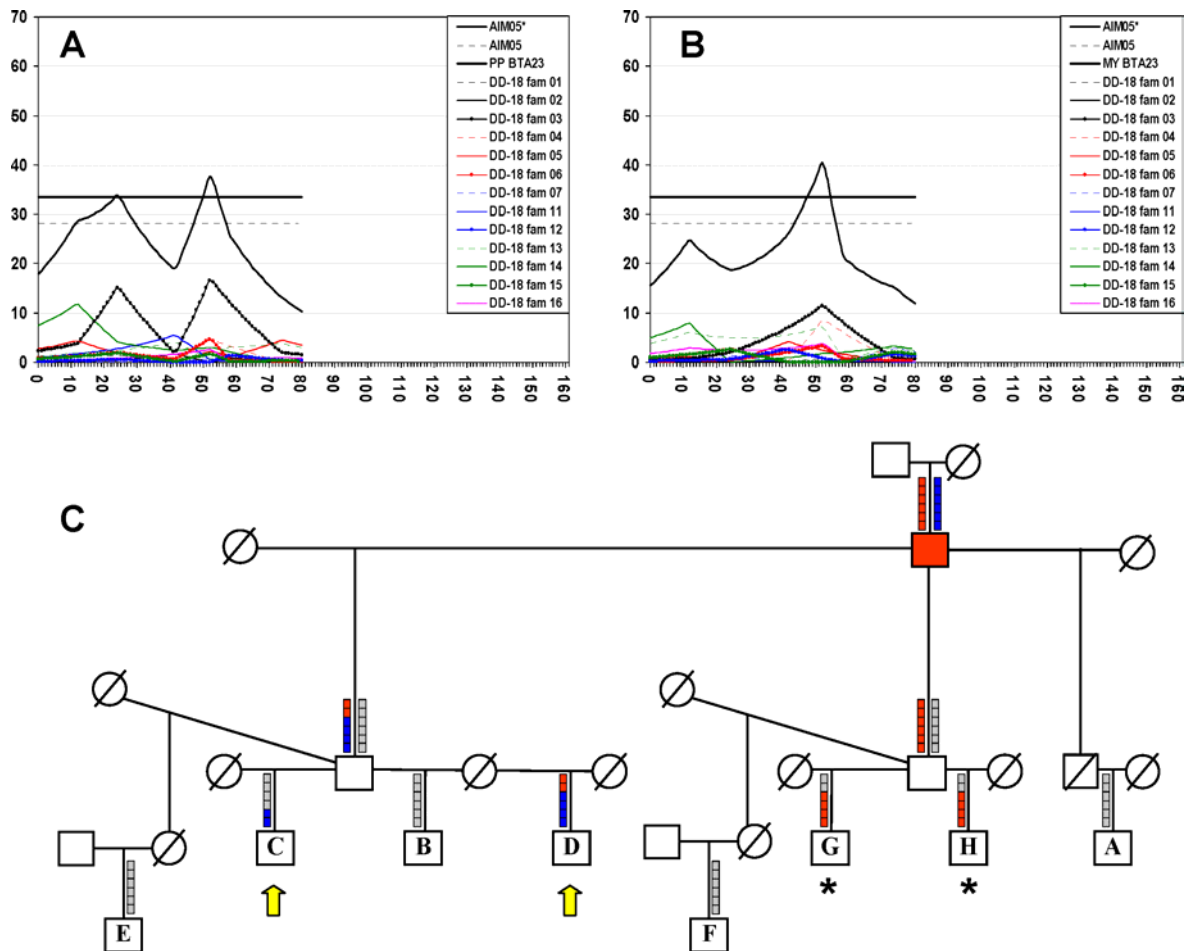 A
70
60
50
40
30
20
10
0
0
10
20
30
40
50
60
70
80
90
100
110
120
130
140
150
160
AIM05*
AIM05
PP BTA23
DD-18 fam 01
DD-18 fam 02
DD-18 fam 03
DD-18 fam 04
DD-18 fam 05
DD-18 fam 06
DD-18 fam 07
DD-18 fam 11
DD-18 fam 12
DD-18 fam 13
DD-18 fam 14
DD-18 fam 15
DD-18 fam 16
B
70
60
50
40
30
20
10
0
0
10
20
30
40
50
60
70
80
90
100
110
120
130
140
150
160
AIM05*
AIM05
MY BTA23
DD-18 fam 01
DD-18 fam 02
DD-18 fam 03
DD-18 fam 04
DD-18 fam 05
DD-18 fam 06
DD-18 fam 07
DD-18 fam 11
DD-18 fam 12
DD-18 fam 13
DD-18 fam 14
DD-18 fam 15
DD-18 fam 16
C
C
B
D
G
H
A
* *
E
F